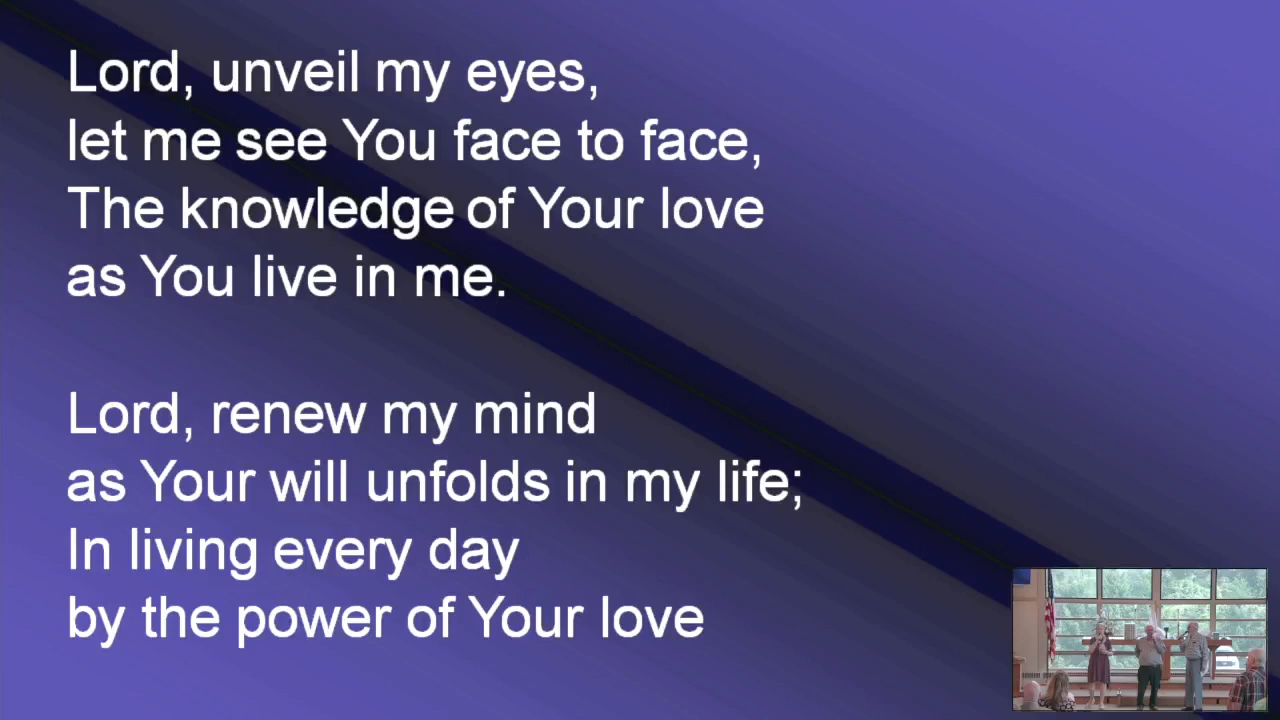 Lord, unveil my eyes,
let me see You face to face,
The knowledge of Your love
as You live in me.
Lord, renew my mind
as Your will unfolds in my life;
In living every day
by the power of Your love